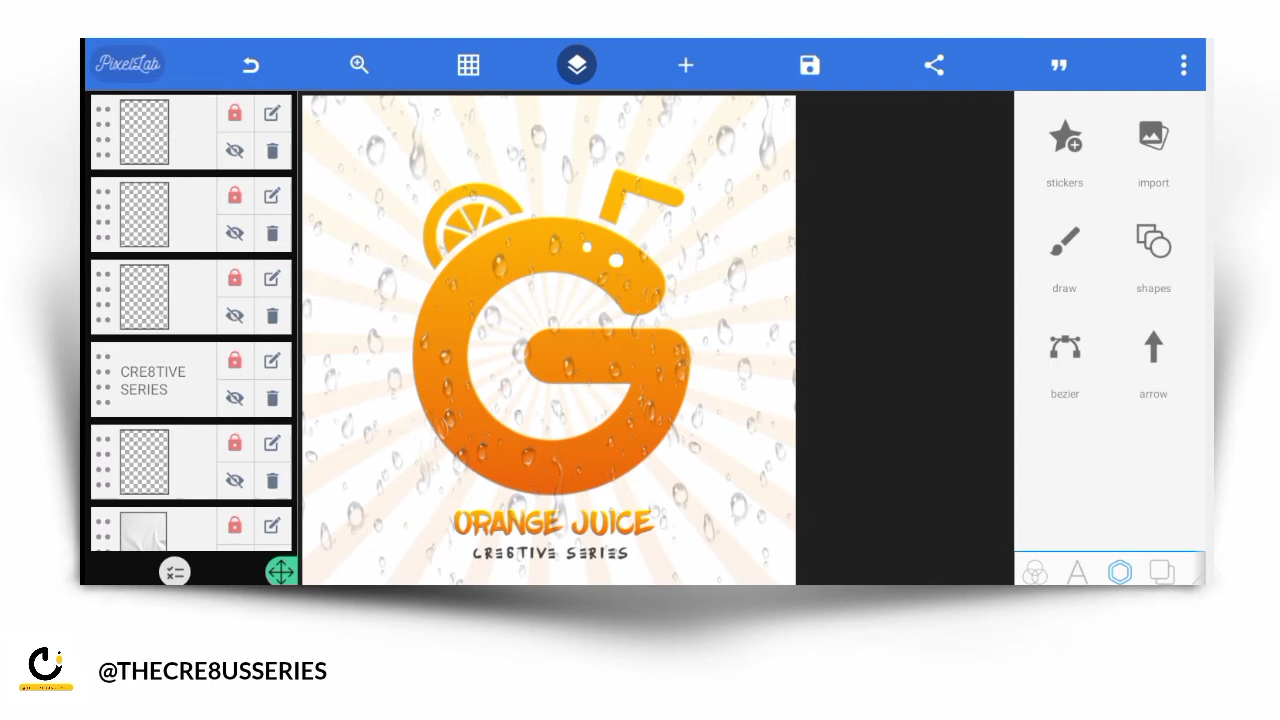 PixelLab
CRE8TIVE
SERIES
stickers
import
draw
shapes
bezier
arrow
G
ORANGE JUICE
CRE8TIVE SERIES
@THECRE8USSERIES